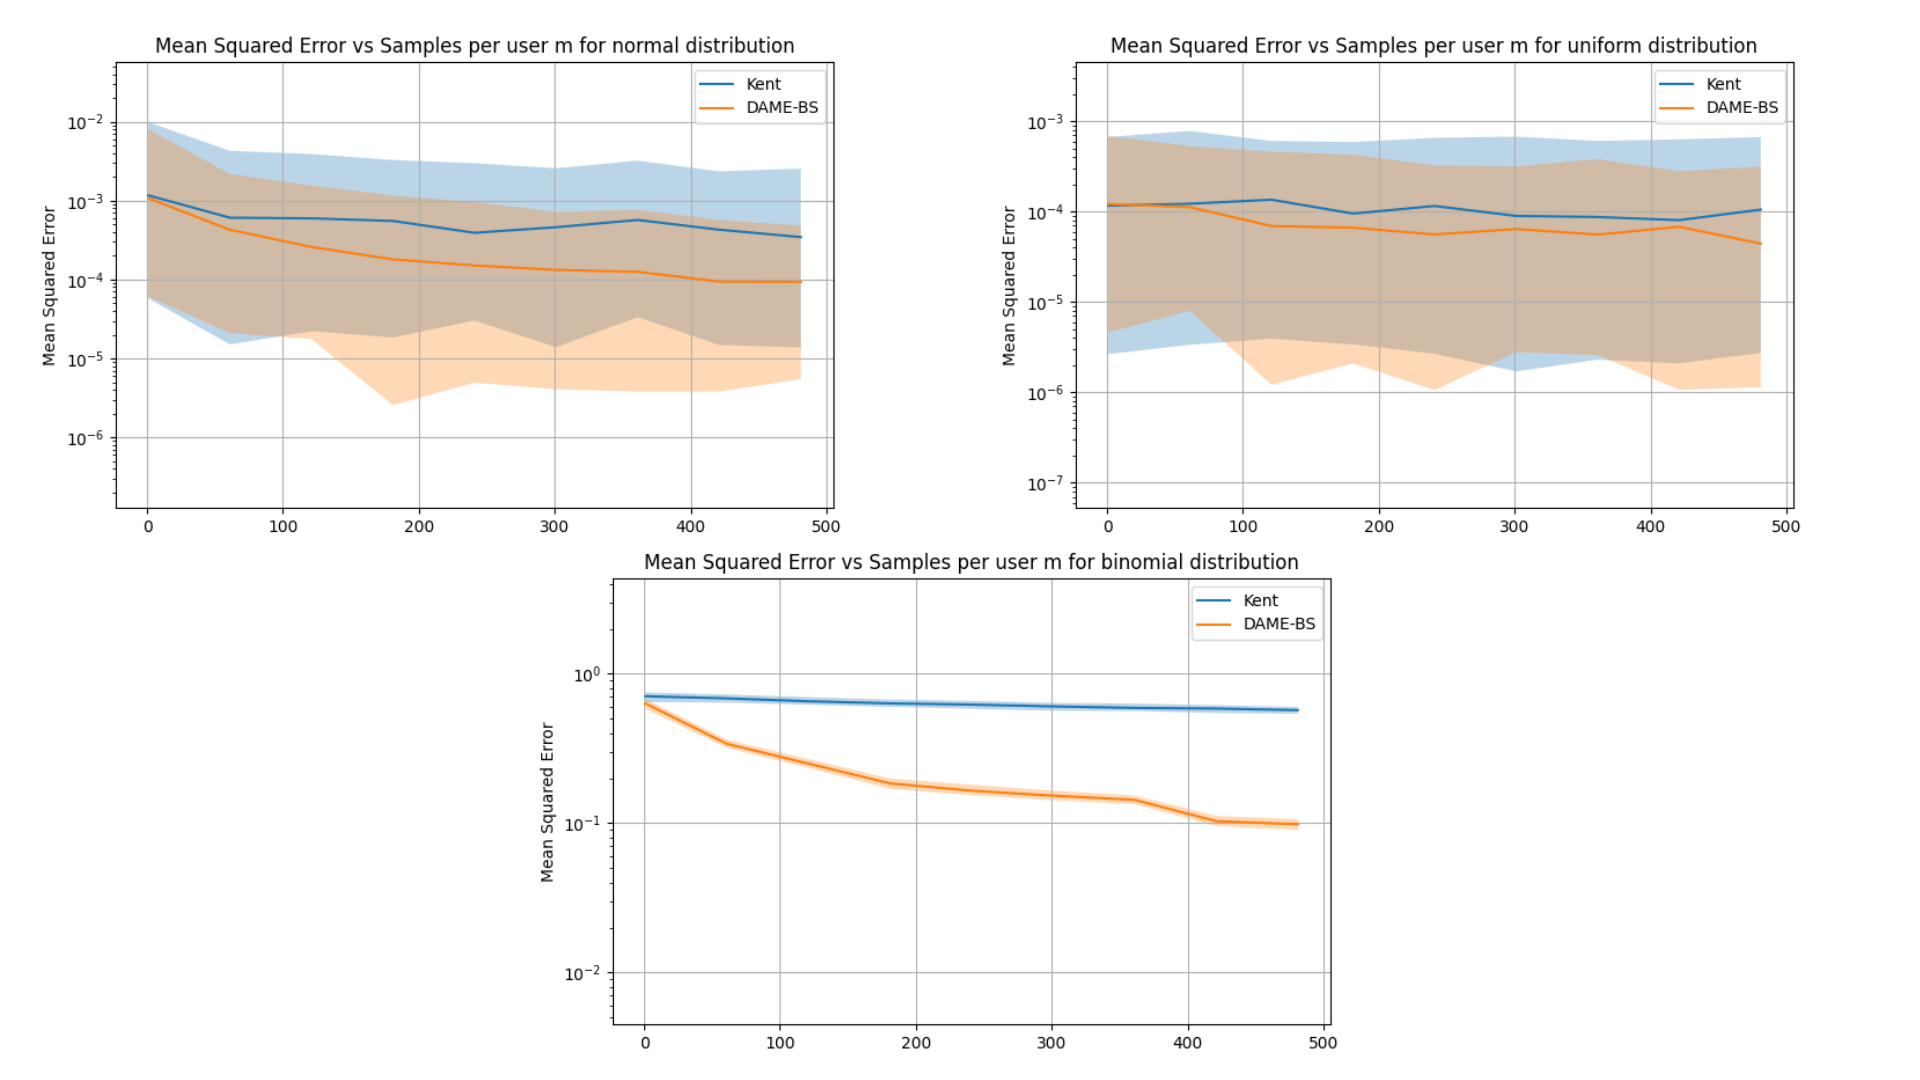 Mean Squared Error vs Samples per user m for normal distribution
Kent
DAME-BS
Mean Squared Error
10⁻²
10⁻³
10⁻⁴
10⁻⁵
10⁻⁶
0 100 200 300 400 500
Mean Squared Error vs Samples per user m for uniform distribution
Kent
DAME-BS
Mean Squared Error
10⁻³
10⁻⁴
10⁻⁵
10⁻⁶
10⁻⁷
0 100 200 300 400 500
Mean Squared Error vs Samples per user m for binomial distribution
Kent
DAME-BS
Mean Squared Error
10⁰
10⁻¹
10⁻²
0 100 200 300 400 500